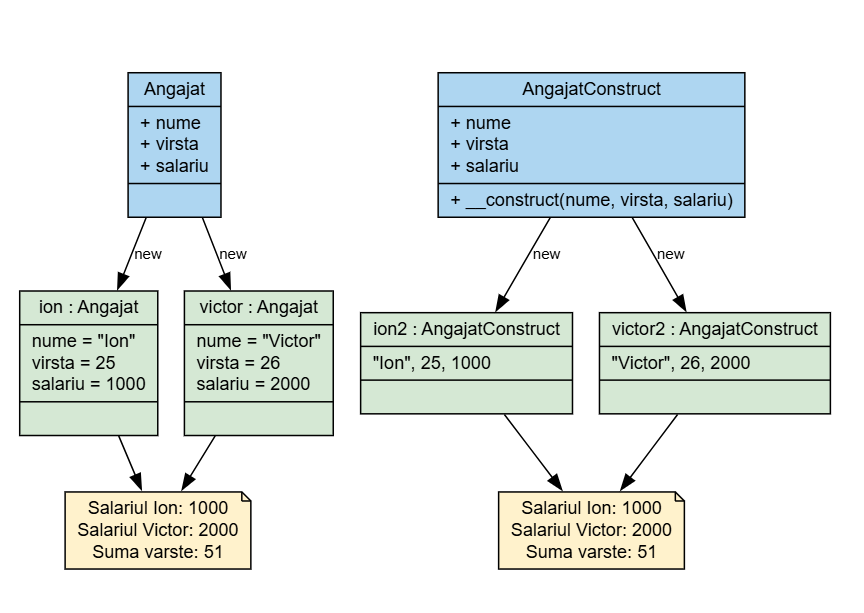 Angajat
+ nume
+ virsta
+ salariu
AngajatConstruct
+ nume
+ virsta
+ salariu
+ __construct(nume, virsta, salariu)
new
new
new
new
ion : Angajat
nume = "Ion"
virsta = 25
salariu = 1000
victor : Angajat
nume = "Victor"
virsta = 26
salariu = 2000
ion2 : AngajatConstruct
"Ion", 25, 1000
victor2 : AngajatConstruct
"Victor", 26, 2000
Salariul Ion: 1000
Salariul Victor: 2000
Suma varste: 51
Salariul Ion: 1000
Salariul Victor: 2000
Suma varste: 51